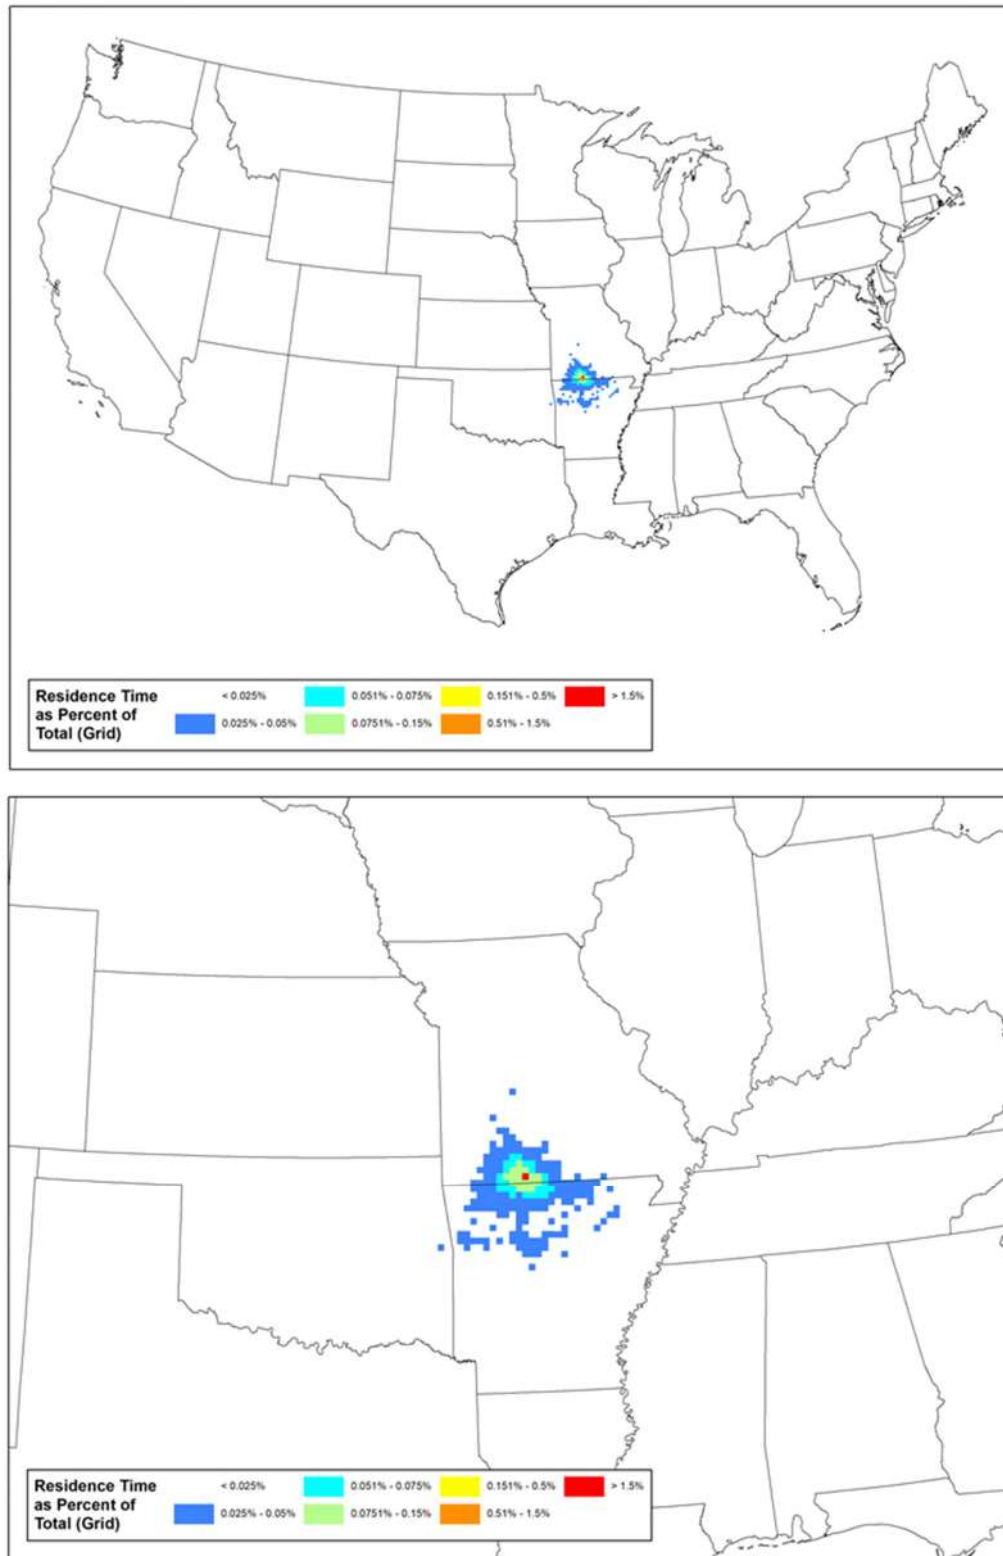 Residence Time
as Percent of
Total (Grid)
< 0.025% 0.051% - 0.075% 0.151% - 0.5% > 1.5%
0.025% - 0.05% 0.0751% - 0.15% 0.51% - 1.5%
Residence Time
as Percent of
Total (Grid)
< 0.025% 0.051% - 0.075% 0.151% - 0.5% > 1.5%
0.025% - 0.05% 0.0751% - 0.15% 0.51% - 1.5%